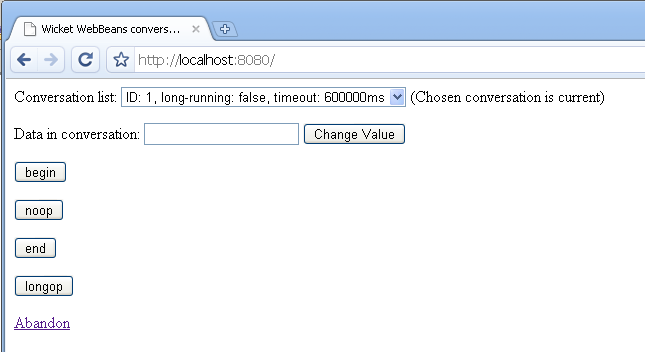 Wicket WebBeans convers...
http://localhost:8080/
Conversation list: ID: 1, long-running: false, timeout: 600000ms (Chosen conversation is current)
Data in conversation: Change Value
begin
noop
end
longop
Abandon